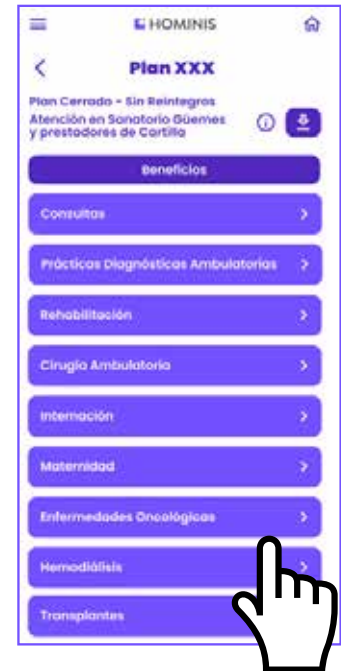 HOMINIS
Plan XXX
Plan Cerrado - Sin Reintegros
Atención en Sanatorio Güemes
y prestadores de Cartilla
Beneficios
Consultas
Prácticas Diagnósticas Ambulatorias
Rehabilitación
Cirugía Ambulatoria
Internación
Maternidad
Enfermedades Oncológicas
Hemodiálisis
Transplantes